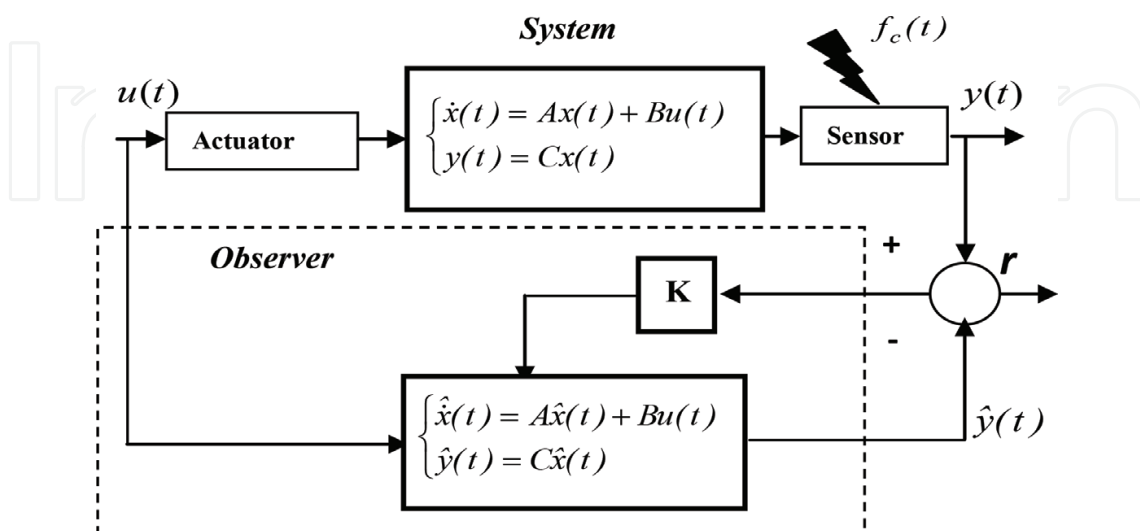 System
f_c(t)
u(t)
y(t)
Actuator
ẋ(t) = Ax(t) + Bu(t)
y(t) = Cx(t)
Sensor
Observer
+
r
K
-
x̂̇(t) = Ax̂(t) + Bu(t)
ŷ(t) = Cx̂(t)
ŷ(t)